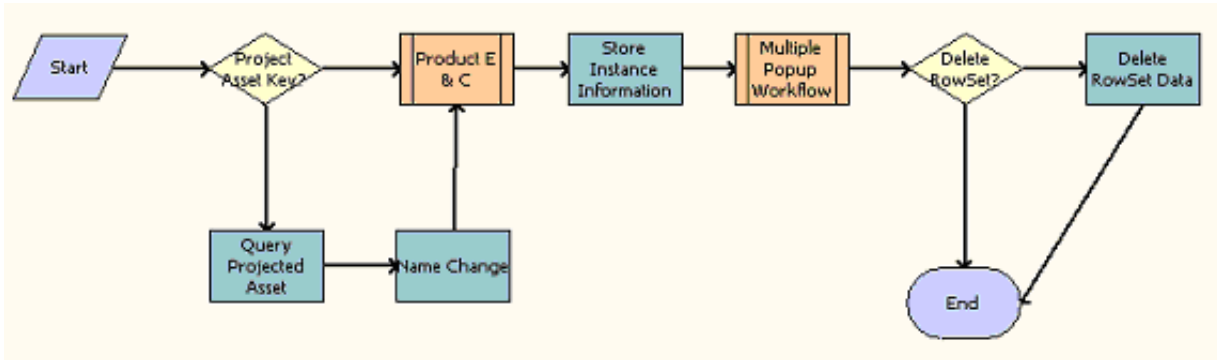 Start
Project
Asset Key?
Product E
& C
Store
Instance
Information
Multiple
Popup
Workflow
Delete
RowSet?
Delete
RowSet Data
Query
Projected
Asset
Name Change
End